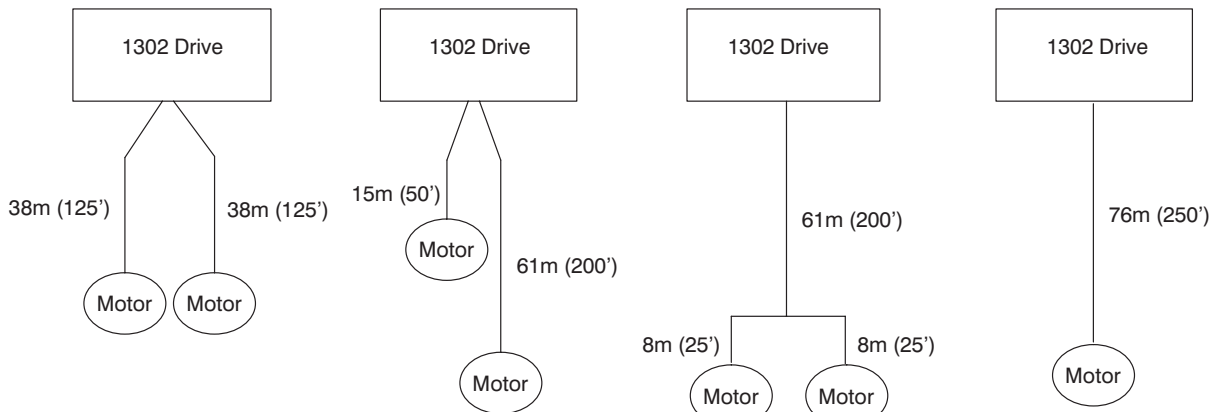 1302 Drive
38m (125')
38m (125')
Motor
Motor
1302 Drive
15m (50')
Motor
61m (200')
Motor
1302 Drive
61m (200')
8m (25')
8m (25')
Motor
Motor
1302 Drive
76m (250')
Motor